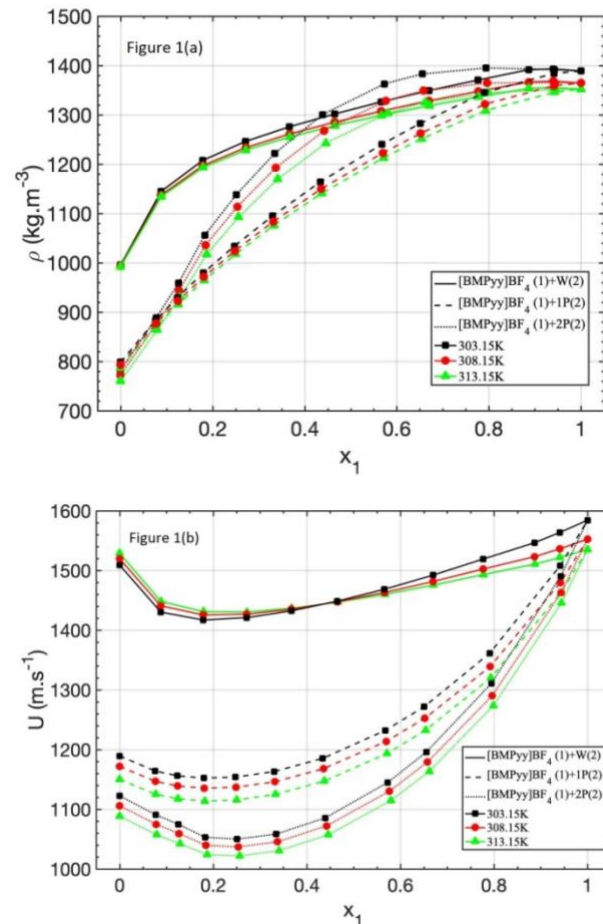 Figure 1(a)
1500
1400
1300
1200
1100
1000
900
800
700
ρ (kg.m⁻³)
[BMPyy]BF₄ (1)+W(2)
[BMPyy]BF₄ (1)+1P(2)
[BMPyy]BF₄ (1)+2P(2)
303.15K
308.15K
313.15K
0 0.2 0.4 0.6 0.8 1
x₁
Figure 1(b)
1600
1500
1400
1300
1200
1100
1000
U (m.s⁻¹)
[BMPyy]BF₄ (1)+W(2)
[BMPyy]BF₄ (1)+1P(2)
[BMPyy]BF₄ (1)+2P(2)
303.15K
308.15K
313.15K
0 0.2 0.4 0.6 0.8 1
x₁